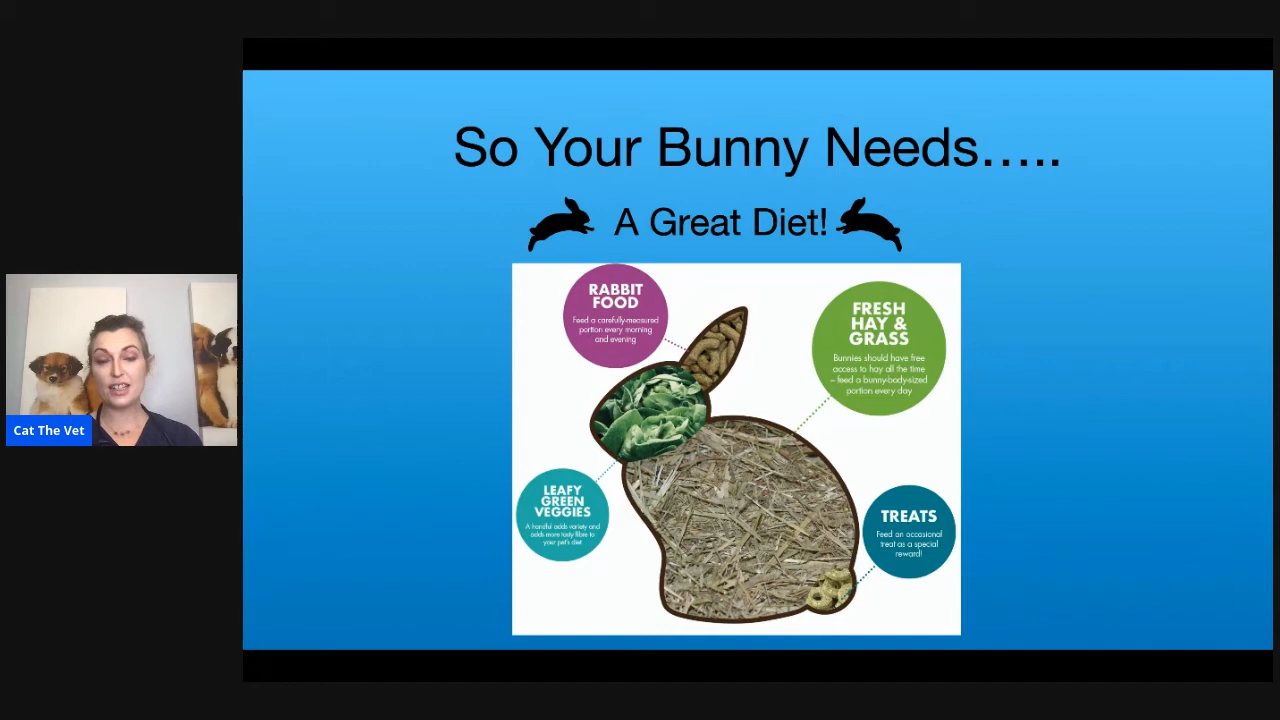 So Your Bunny Needs…..
A Great Diet!
RABBIT
FOOD
Feed a carefully-measured
portion every morning
and evening
FRESH
HAY &
GRASS
Bunnies should have free
access to hay all the time
– feed a bunny-body-sized
portion every day
LEAFY
GREEN
VEGGIES
A handful adds variety and
adds more tasty fibre to
your pet's diet
TREATS
Feed an occasional
treat as a special
reward!
Cat The Vet